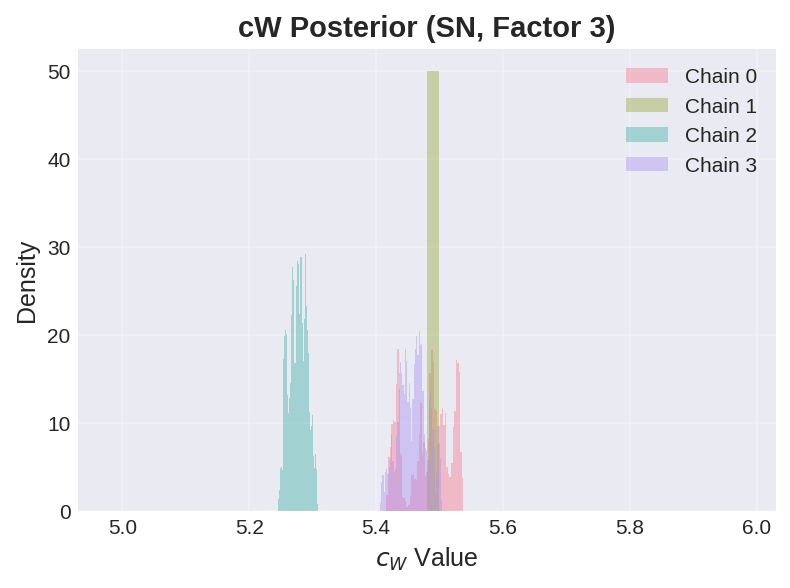 cW Posterior (SN, Factor 3)
Chain 0
Chain 1
Chain 2
Chain 3
Density
50
40
30
20
10
0
5.0 5.2 5.4 5.6 5.8 6.0
c_W Value